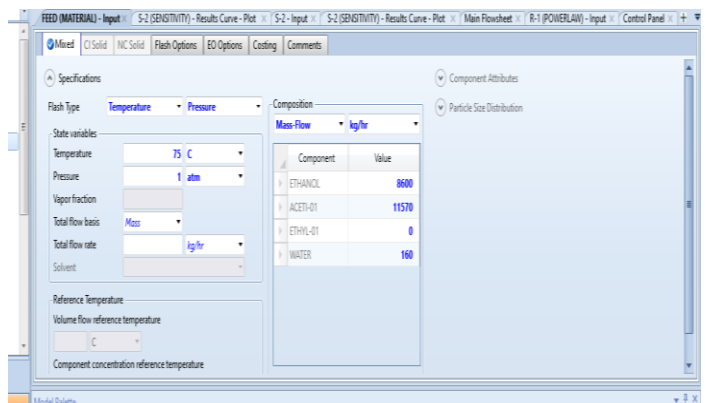 FEED (MATERIAL) - Input × S-2 (SENSITIVITY) - Results Curve - Plot × S-2 - Input × S-2 (SENSITIVITY) - Results Curve - Plot × Main Flowsheet × R-1 (POWERLAW) - Input × Control Panel × +
Mixed CI Solid NC Solid Flash Options EO Options Costing Comments
Specifications
Component Attributes
Flash Type Temperature Pressure
Composition
Particle Size Distribution
Mass-Flow kg/hr
State variables
Temperature 75 C
Component Value
Pressure 1 atm
ETHANOL 8600
Vapor fraction
ACETI-01 11570
Total flow basis Mass
ETHYL-01 0
Total flow rate kg/hr
WATER 160
Solvent
Reference Temperature
Volume flow reference temperature
C
Component concentration reference temperature
Model Palette